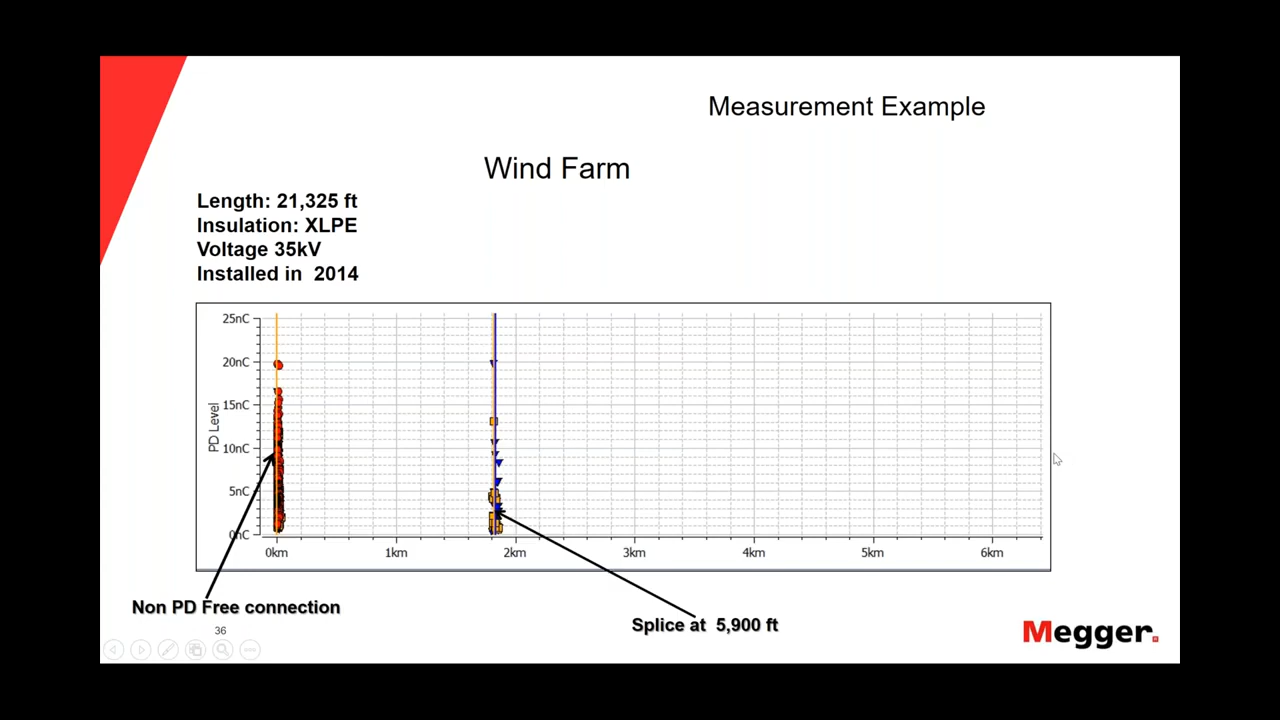 Measurement Example
Wind Farm
Length: 21,325 ft
Insulation: XLPE
Voltage 35kV
Installed in 2014
PD Level
25nC
20nC
15nC
10nC
5nC
0nC
0km 1km 2km 3km 4km 5km 6km
Non PD Free connection
Splice at 5,900 ft
36
Megger.